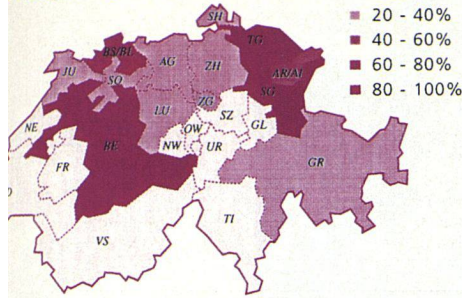 SH
20 - 40%
BS/BL
TG
40 - 60%
JU
AG
ZH
AR/AI
60 - 80%
SO
SG
80 - 100%
LU
ZG
SZ
NE
BE
OW
GL
NW
UR
FR
GR
TI
VS